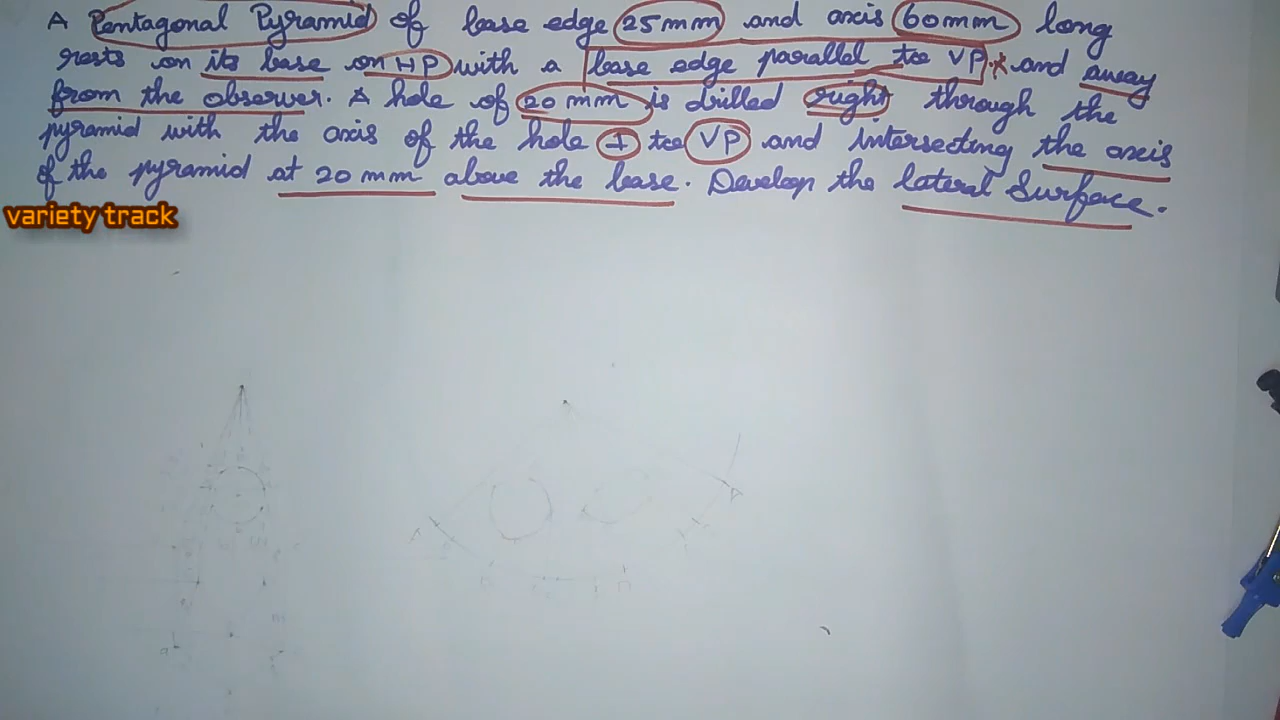 A Pentagonal Pyramid of base edge 25mm and axis 60mm long
rests on its base on HP with a base edge parallel to VP and away
from the observer. A hole of 20 mm is drilled right through the
pyramid with the axis of the hole ⊥ to VP and intersecting the axis
of the pyramid at 20 mm above the base. Develop the lateral surface.
variety track